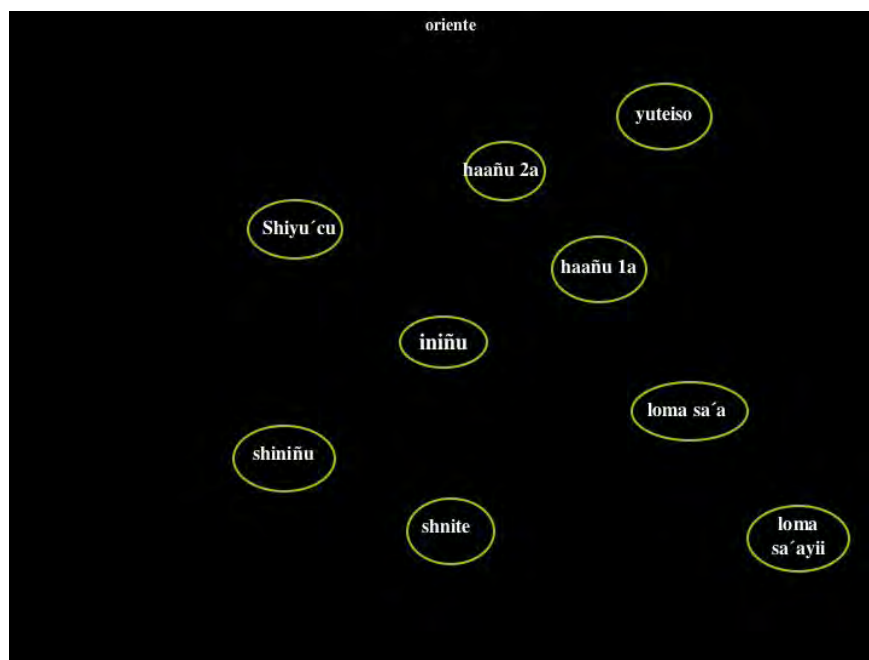 oriente
yuteiso
haañu 2a
Shiyu´cu
haañu 1a
iniñu
loma sa´a
shiniñu
shnite
loma
sa´ayii